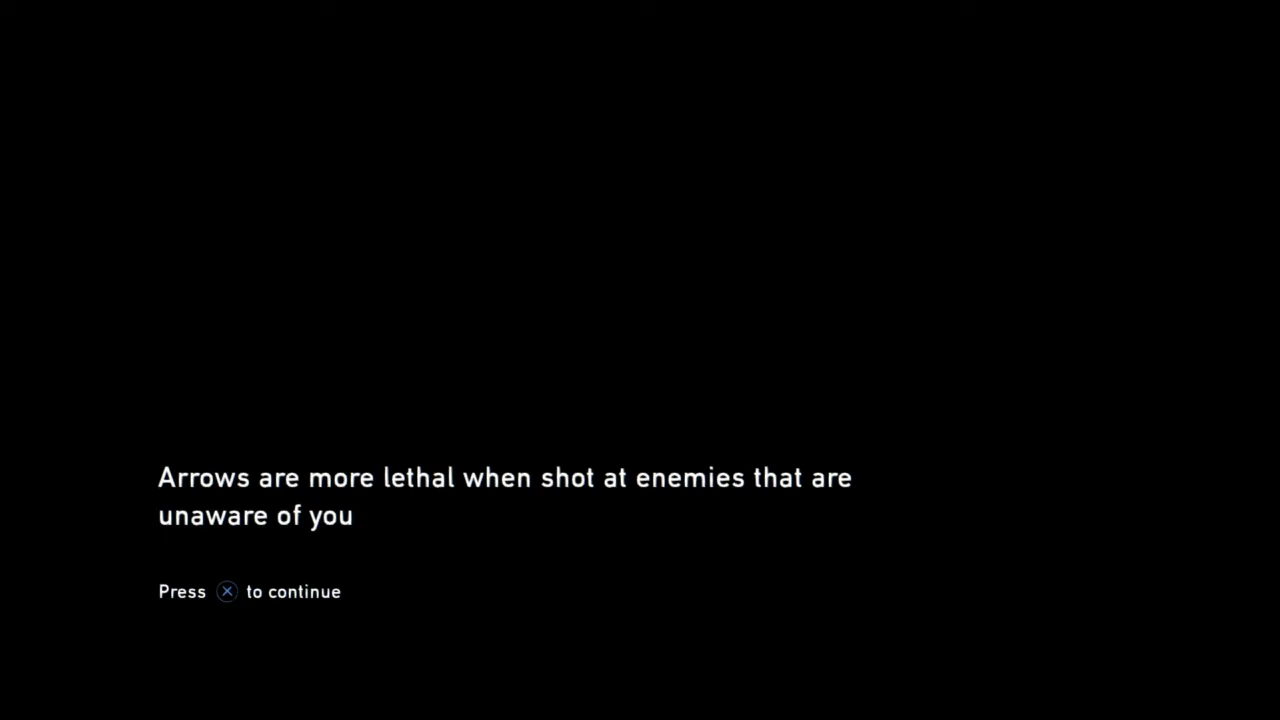 Arrows are more lethal when shot at enemies that are
unaware of you
Press ⓧ to continue